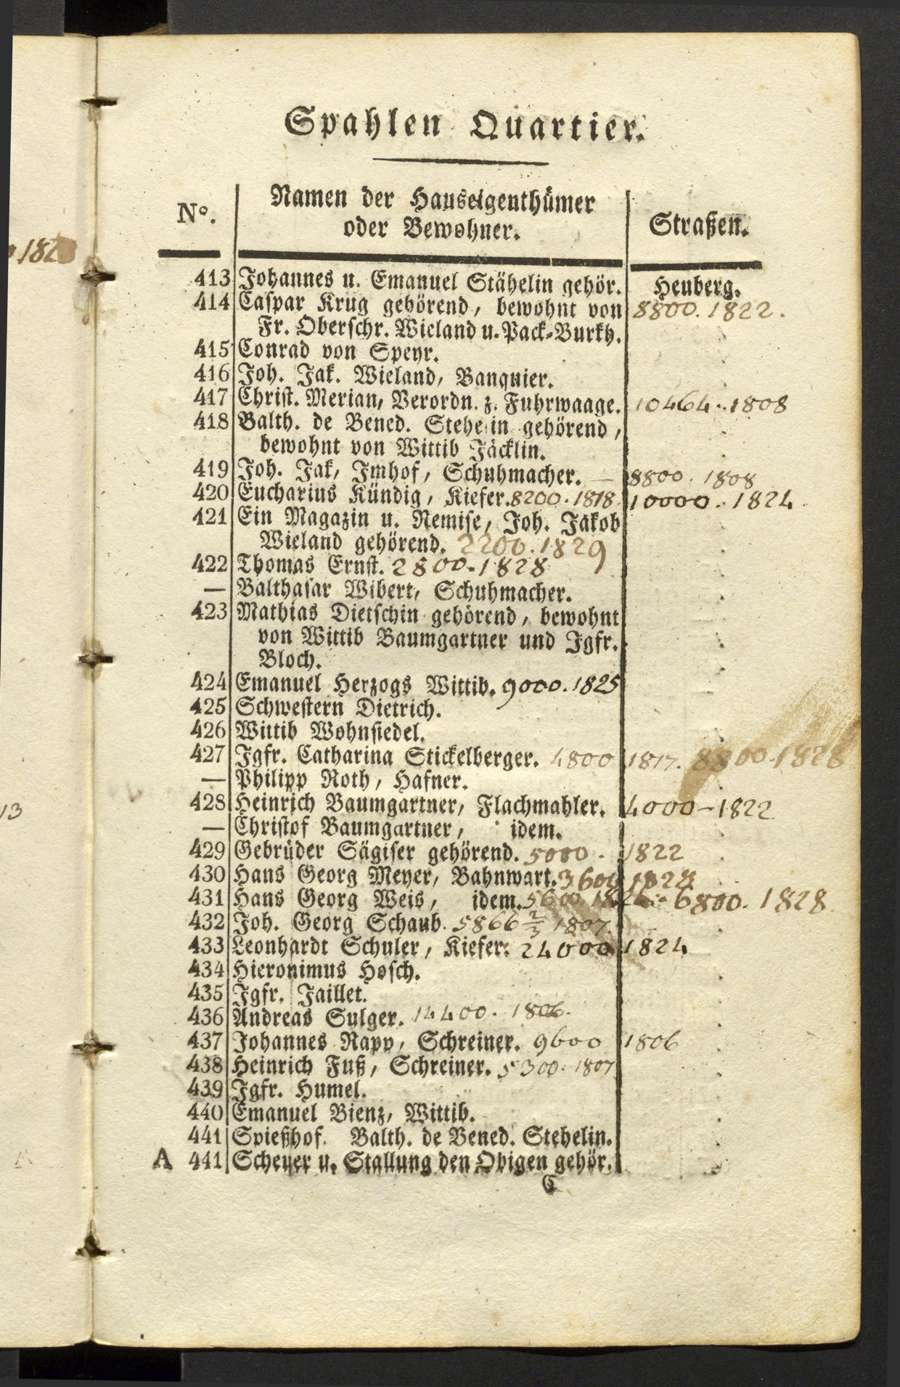 Spahlen Quartier.
N°. Namen der Hauseigenthümer oder Bewohner. Straßen.
182
413 Johannes u. Emanuel Stähelin gehör. Heuberg.
414 Caspar Krug gehörend, bewohnt von 8800. 1822.
Fr. Oberschr. Wieland u. Pack-Burkh.
415 Conrad von Speyr.
416 Joh. Jak. Wieland, Banquier.
417 Christ. Merian, Verordn. z. Fuhrwaage. 10464. 1808
418 Balth. de Bened. Stehelin gehörend,
bewohnt von Wittib Jäcklin.
419 Joh. Jak, Imhof, Schuhmacher. — 8800. 1808
420 Eucharius Kündig, Kiefer. 8200. 1818. 10000. 1824
421 Ein Magazin u. Remise, Joh. Jakob
Wieland gehörend. 2200. 1829
422 Thomas Ernst. 2800. 1828
— Balthasar Wibert, Schuhmacher.
423 Mathias Dietschin gehörend, bewohnt
von Wittib Baumgartner und Jgfr.
Bloch.
424 Emanuel Herzogs Wittib. 9000. 1825
425 Schwestern Dietrich.
426 Wittib Wohnsiedel.
427 Jgfr. Catharina Stickelberger. 4800 1817. 8800. 1828
— Philipp Roth, Hafner.
428 Heinrich Baumgartner, Flachmahler. 4000 — 1822
— Christof Baumgartner, idem.
429 Gebrüder Sägiser gehörend. 5000. 1822
430 Hans Georg Meyer, Bahnwart. 3600 1828
431 Hans Georg Weis, idem. 5600. 6800. 1828
432 Joh. Georg Schaub. 5866 2/3 1807.
433 Leonhardt Schuler, Kiefer. 24000 1824
434 Hieronimus Hosch.
435 Jgfr. Jaillet.
436 Andreas Sulger. 14400. 1806.
437 Johannes Rapp, Schreiner. 9600 1806
438 Heinrich Fuß, Schreiner. 5300. 1807
439 Jgfr. Humel.
440 Emanuel Bienz, Wittib.
441 Spießhof. Balth. de Bened. Stehelin.
A 441 Scheuer u. Stallung den Obigen gehör.
C
13